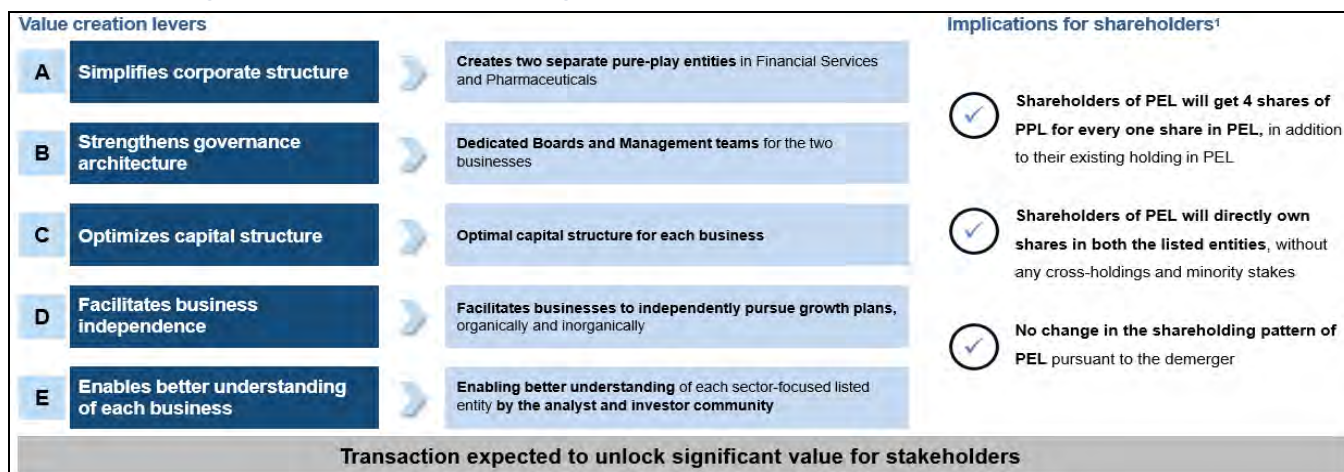 Value creation levers
A
Simplifies corporate structure
Creates two separate pure-play entities in Financial Services
and Pharmaceuticals
B
Strengthens governance
architecture
Dedicated Boards and Management teams for the two
businesses
C
Optimizes capital structure
Optimal capital structure for each business
D
Facilitates business
independence
Facilitates businesses to independently pursue growth plans,
organically and inorganically
E
Enables better understanding
of each business
Enabling better understanding of each sector-focused listed
entity by the analyst and investor community
Implications for shareholders¹
Shareholders of PEL will get 4 shares of
PPL for every one share in PEL, in addition
to their existing holding in PEL
Shareholders of PEL will directly own
shares in both the listed entities, without
any cross-holdings and minority stakes
No change in the shareholding pattern of
PEL pursuant to the demerger
Transaction expected to unlock significant value for stakeholders